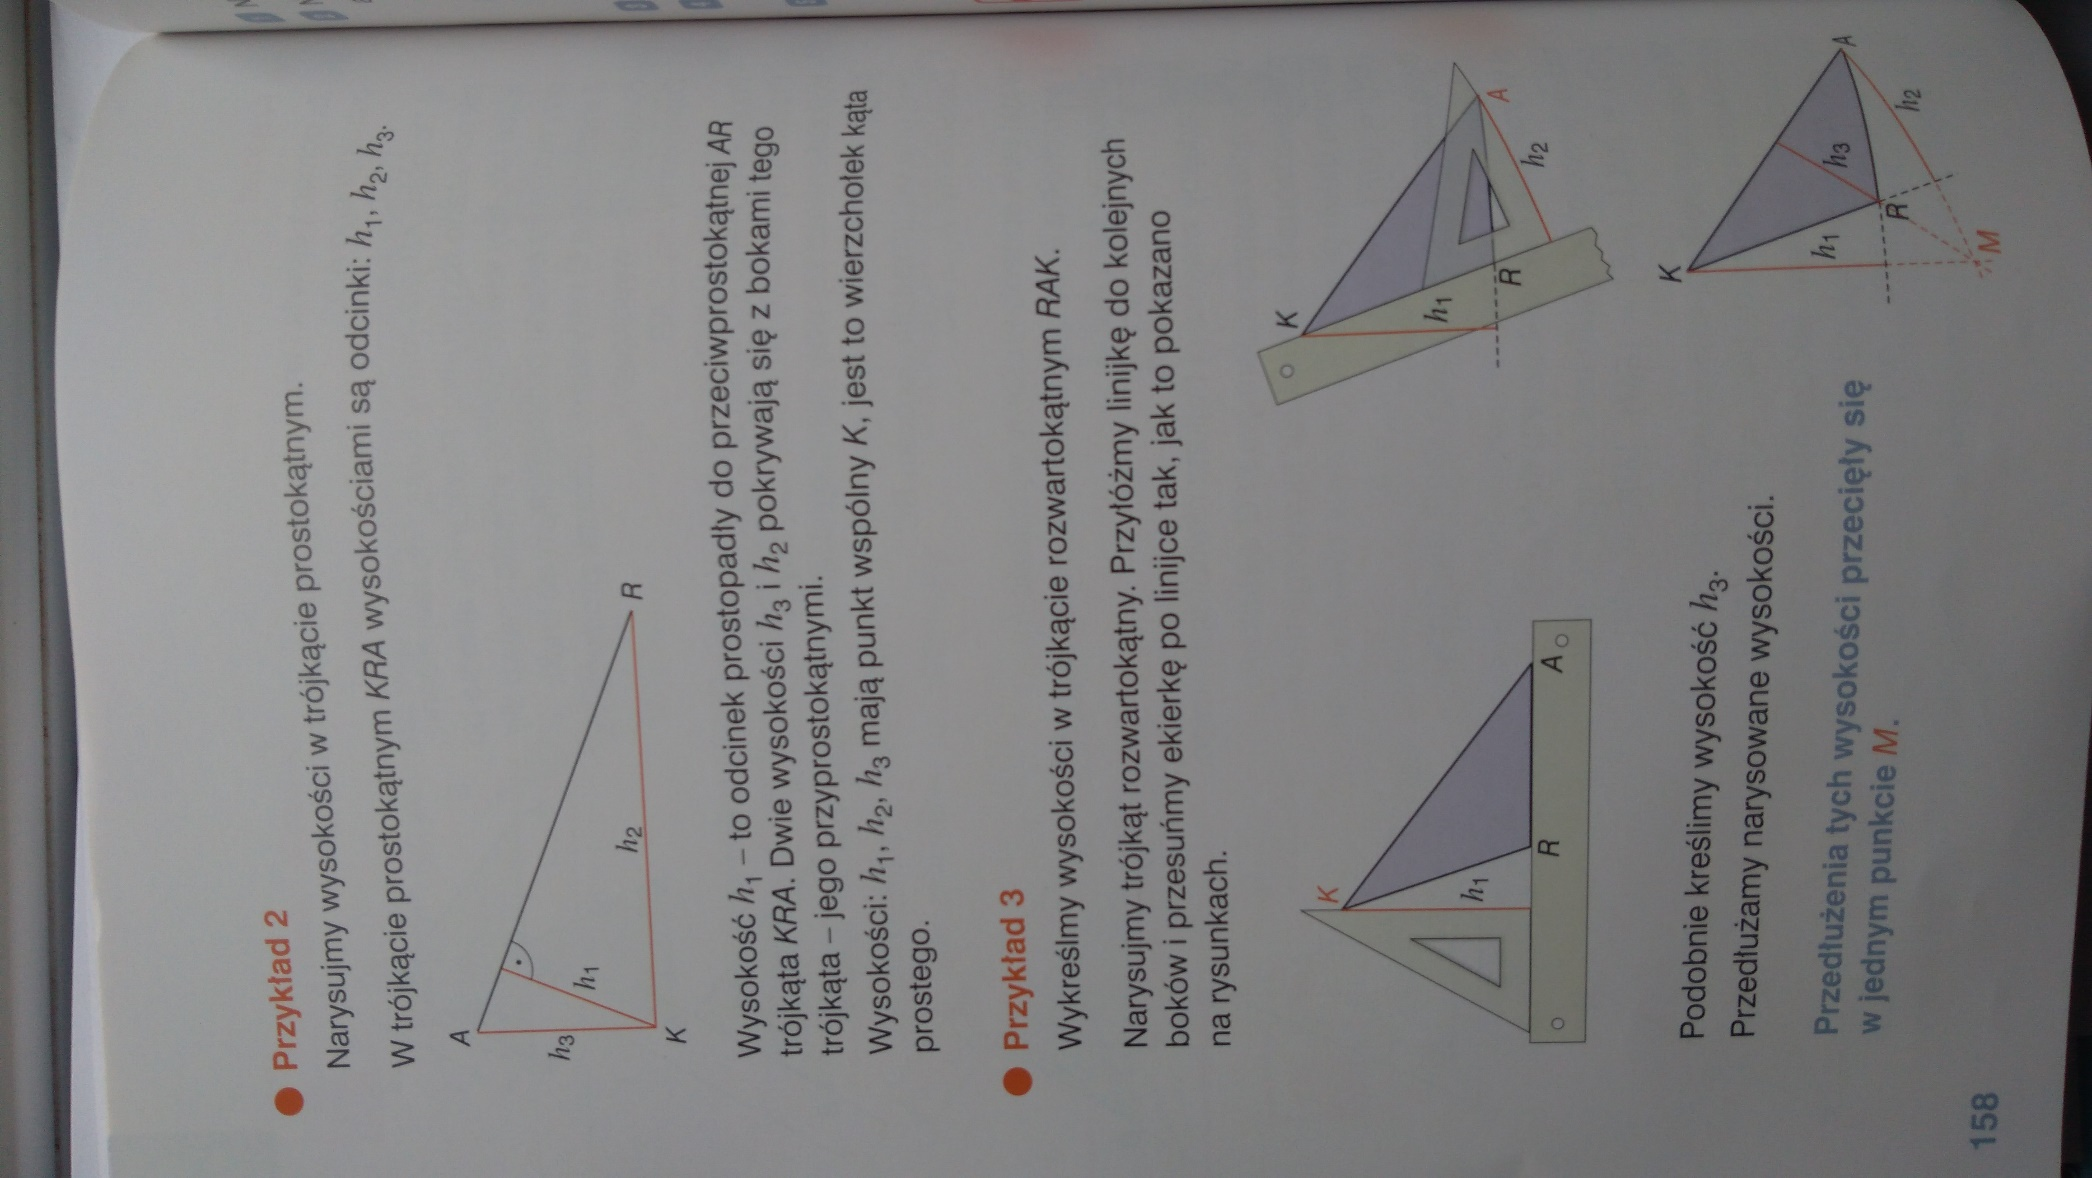 ● Przykład 2
Narysujmy wysokości w trójkącie prostokątnym.
W trójkącie prostokątnym KRA wysokościami są odcinki: h₁, h₂, h₃.
A
h₃
h₁
h₂
K
R
Wysokość h₁ – to odcinek prostopadły do przeciwprostokątnej AR
trójkąta KRA. Dwie wysokości h₃ i h₂ pokrywają się z bokami tego
trójkąta – jego przyprostokątnymi.
Wysokości: h₁, h₂, h₃ mają punkt wspólny K, jest to wierzchołek kąta
prostego.
● Przykład 3
Wykreślmy wysokości w trójkącie rozwartokątnym RAK.
Narysujmy trójkąt rozwartokątny. Przyłóżmy linijkę do kolejnych
boków i przesuńmy ekierkę po linijce tak, jak to pokazano
na rysunkach.
K
h₁
R
A
K
h₁
R
A
h₂
Podobnie kreślimy wysokość h₃.
Przedłużamy narysowane wysokości.
Przedłużenia tych wysokości przecięły się
w jednym punkcie M.
K
h₁
h₃
R
A
h₂
M
158